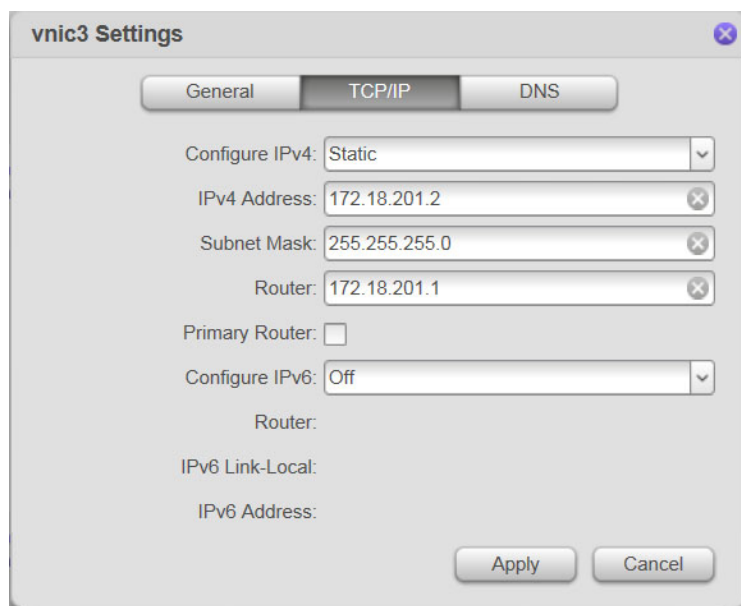 vnic3 Settings
General TCP/IP DNS
Configure IPv4: Static
IPv4 Address: 172.18.201.2
Subnet Mask: 255.255.255.0
Router: 172.18.201.1
Primary Router:
Configure IPv6: Off
Router:
IPv6 Link-Local:
IPv6 Address:
Apply Cancel